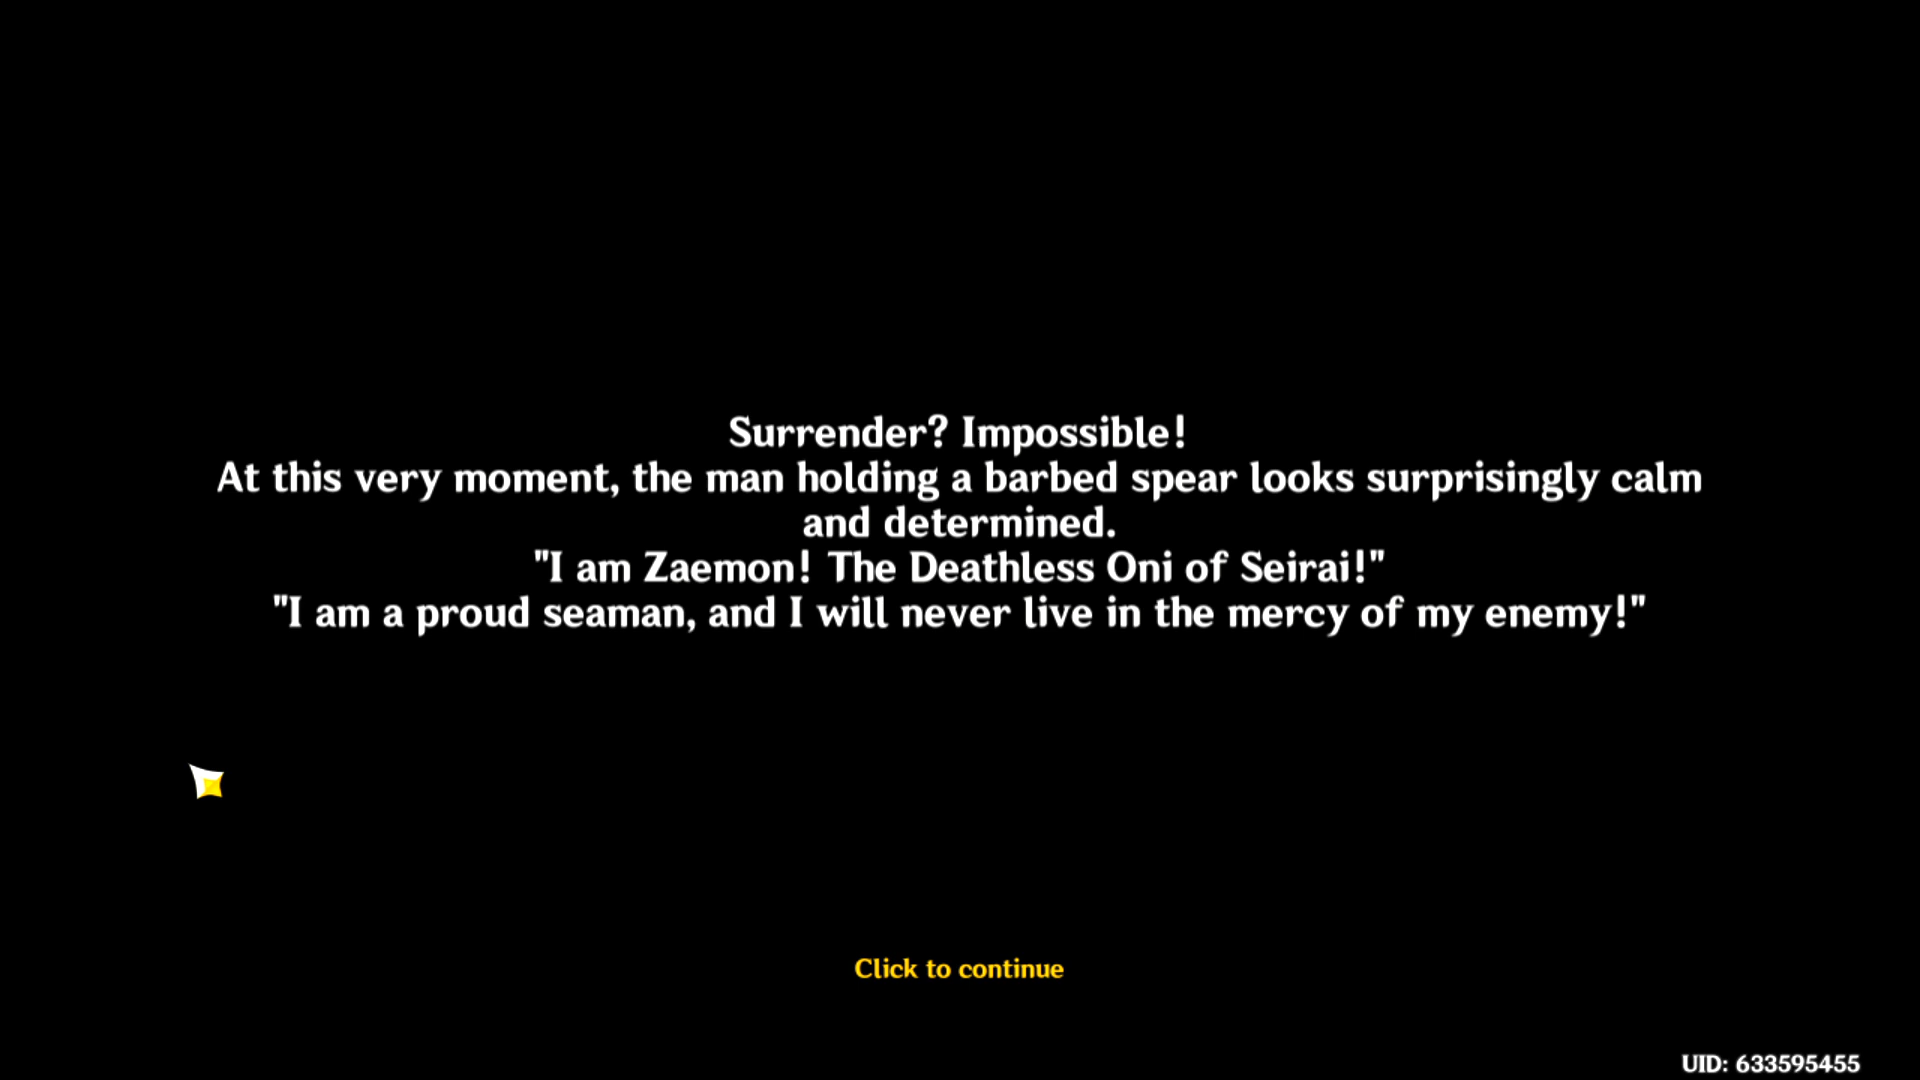 Surrender? Impossible!
At this very moment, the man holding a barbed spear looks surprisingly calm
and determined.
"I am Zaemon! The Deathless Oni of Seirai!"
"I am a proud seaman, and I will never live in the mercy of my enemy!"
Click to continue
UID: 633595455